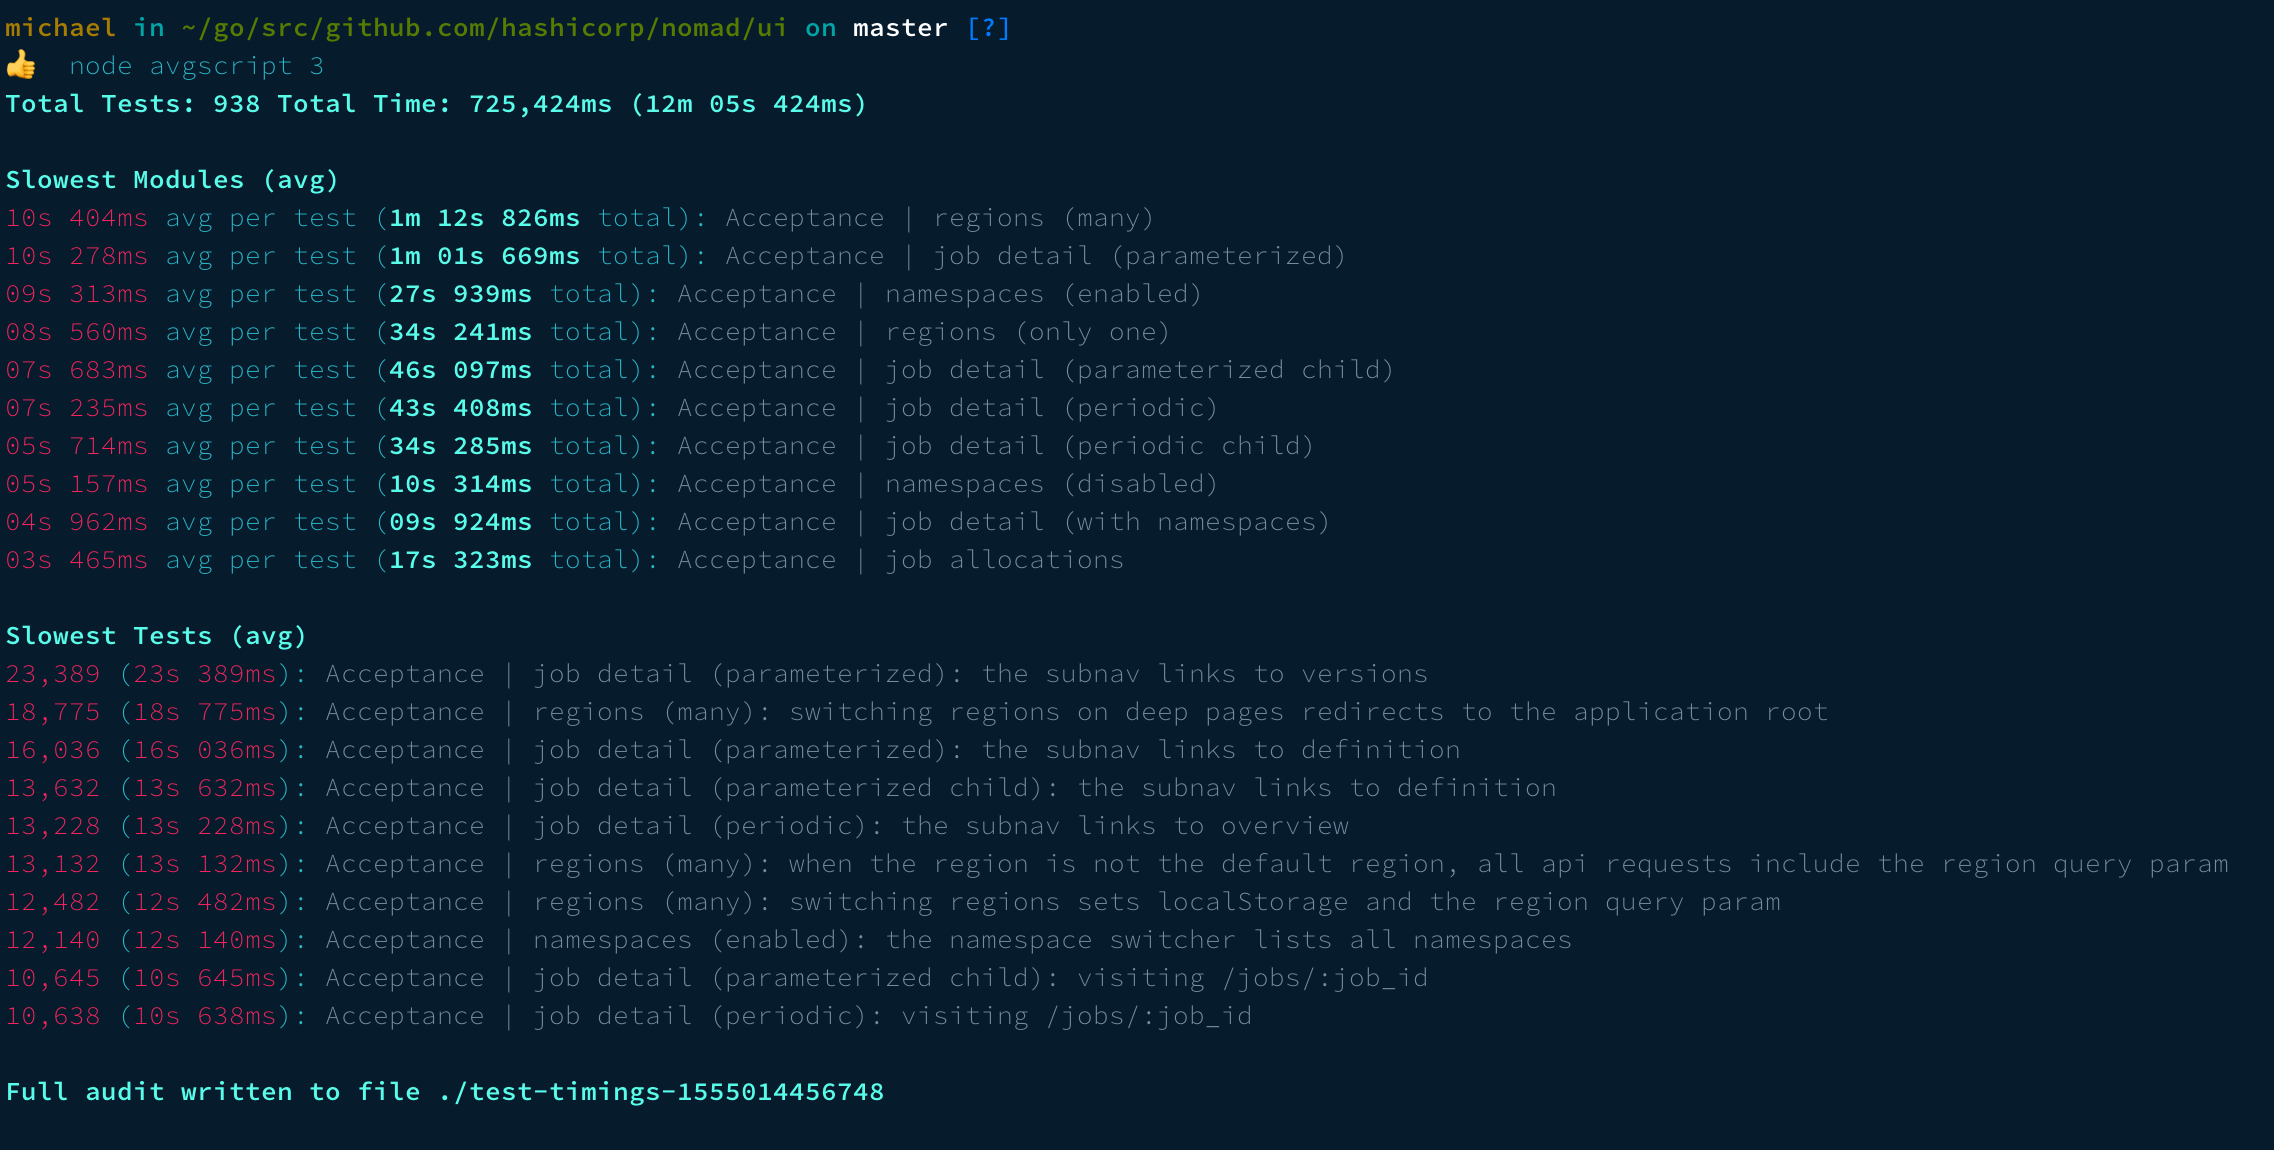 michael in ~/go/src/github.com/hashicorp/nomad/ui on master [?]
👍 node avgscript 3
Total Tests: 938 Total Time: 725,424ms (12m 05s 424ms)
Slowest Modules (avg)
10s 404ms avg per test (1m 12s 826ms total): Acceptance | regions (many)
10s 278ms avg per test (1m 01s 669ms total): Acceptance | job detail (parameterized)
09s 313ms avg per test (27s 939ms total): Acceptance | namespaces (enabled)
08s 560ms avg per test (34s 241ms total): Acceptance | regions (only one)
07s 683ms avg per test (46s 097ms total): Acceptance | job detail (parameterized child)
07s 235ms avg per test (43s 408ms total): Acceptance | job detail (periodic)
05s 714ms avg per test (34s 285ms total): Acceptance | job detail (periodic child)
05s 157ms avg per test (10s 314ms total): Acceptance | namespaces (disabled)
04s 962ms avg per test (09s 924ms total): Acceptance | job detail (with namespaces)
03s 465ms avg per test (17s 323ms total): Acceptance | job allocations
Slowest Tests (avg)
23,389 (23s 389ms): Acceptance | job detail (parameterized): the subnav links to versions
18,775 (18s 775ms): Acceptance | regions (many): switching regions on deep pages redirects to the application root
16,036 (16s 036ms): Acceptance | job detail (parameterized): the subnav links to definition
13,632 (13s 632ms): Acceptance | job detail (parameterized child): the subnav links to definition
13,228 (13s 228ms): Acceptance | job detail (periodic): the subnav links to overview
13,132 (13s 132ms): Acceptance | regions (many): when the region is not the default region, all api requests include the region query param
12,482 (12s 482ms): Acceptance | regions (many): switching regions sets localStorage and the region query param
12,140 (12s 140ms): Acceptance | namespaces (enabled): the namespace switcher lists all namespaces
10,645 (10s 645ms): Acceptance | job detail (parameterized child): visiting /jobs/:job_id
10,638 (10s 638ms): Acceptance | job detail (periodic): visiting /jobs/:job_id
Full audit written to file ./test-timings-1555014456748